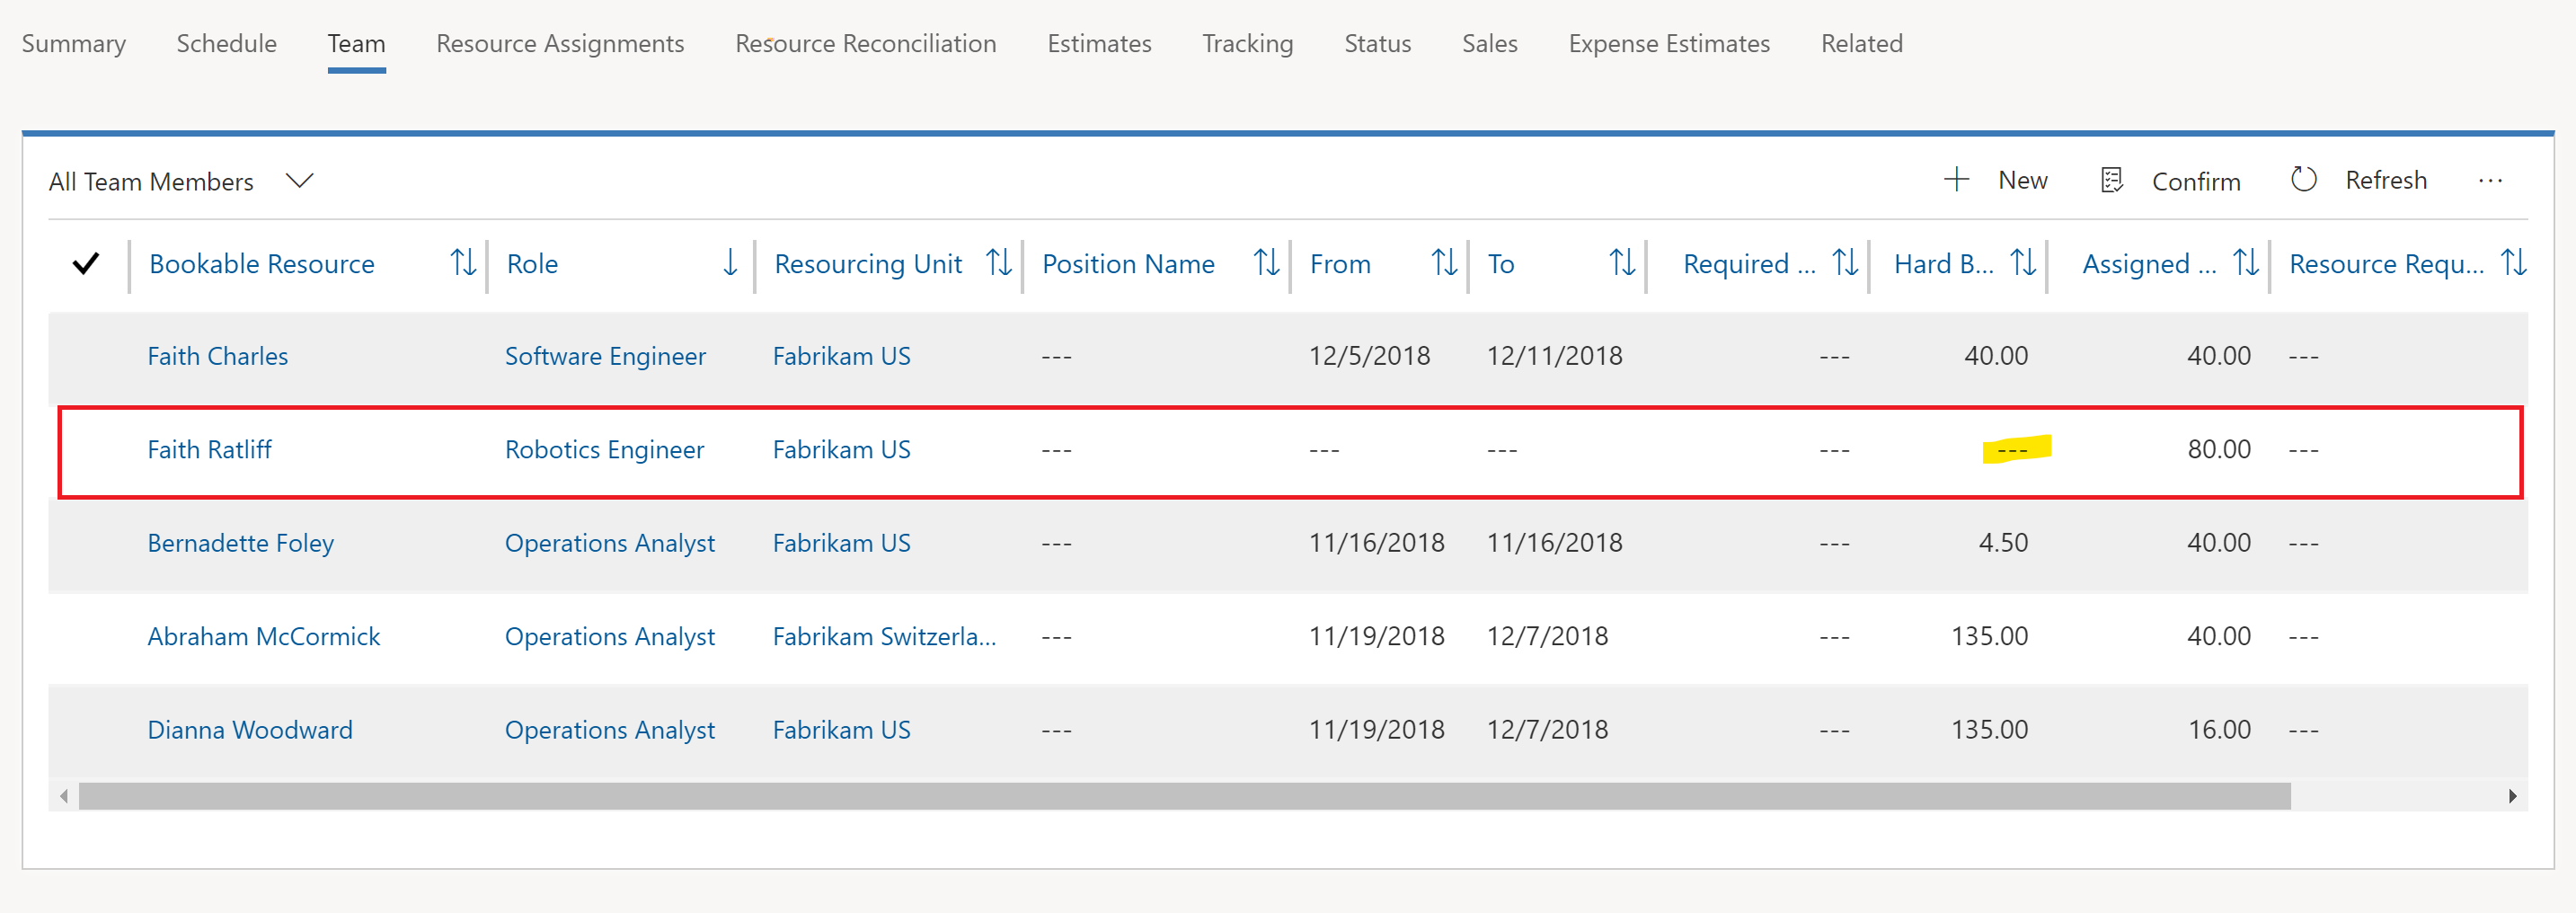 Summary Schedule Team Resource Assignments Resource Reconciliation Estimates Tracking Status Sales Expense Estimates Related
All Team Members New Confirm Refresh ...
Bookable Resource Role Resourcing Unit Position Name From To Required ... Hard B... Assigned ... Resource Requ...
Faith Charles Software Engineer Fabrikam US --- 12/5/2018 12/11/2018 --- 40.00 40.00 ---
Faith Ratliff Robotics Engineer Fabrikam US --- --- --- --- --- 80.00 ---
Bernadette Foley Operations Analyst Fabrikam US --- 11/16/2018 11/16/2018 --- 4.50 40.00 ---
Abraham McCormick Operations Analyst Fabrikam Switzerla... --- 11/19/2018 12/7/2018 --- 135.00 40.00 ---
Dianna Woodward Operations Analyst Fabrikam US --- 11/19/2018 12/7/2018 --- 135.00 16.00 ---